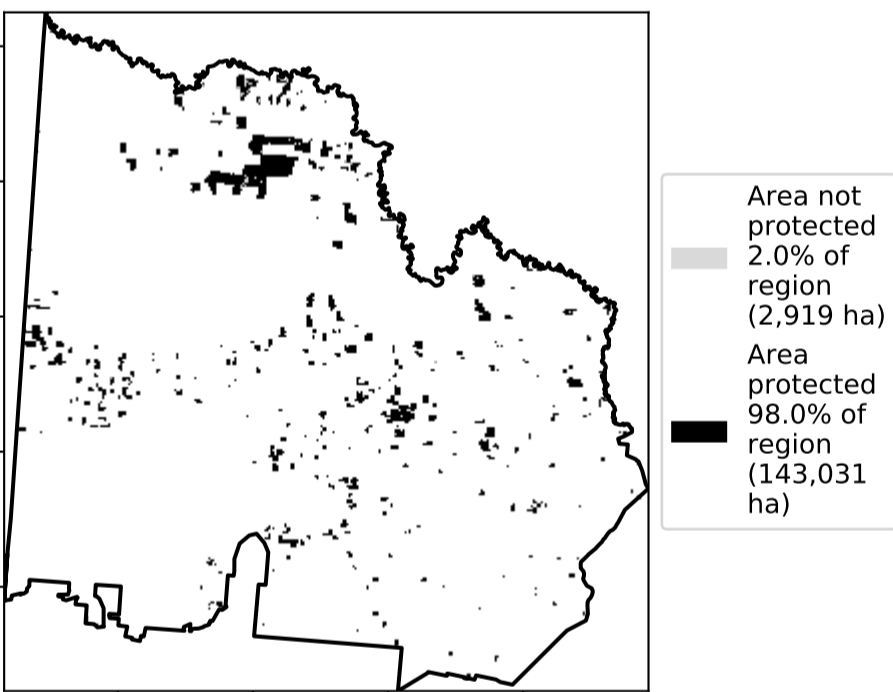 Area not
protected
2.0% of
region
(2,919 ha)
Area
protected
98.0% of
region
(143,031
ha)